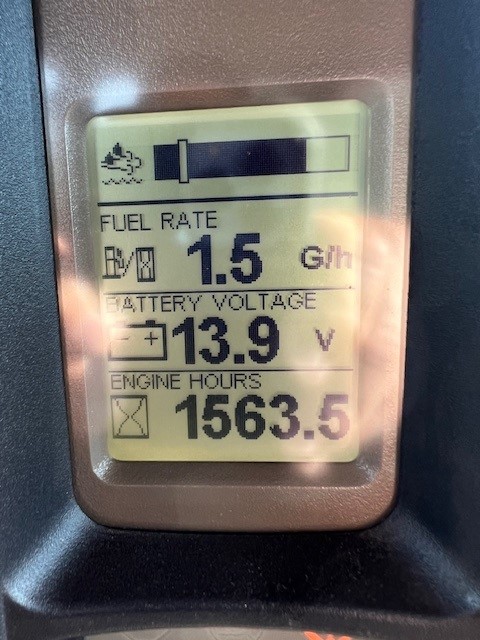 FUEL RATE
1.5 G/h
BATTERY VOLTAGE
- + 13.9 V
ENGINE HOURS
1563.5